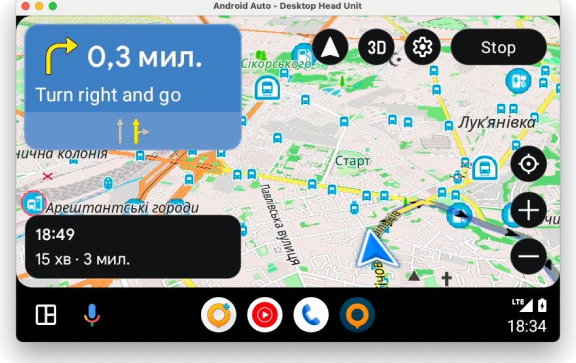 Android Auto - Desktop Head Unit
0,3 мил.
Turn right and go
Сікорського
3D
Stop
Лук'янівка
нична колонія
Старт
Арештантські городи
Павлівська вулиця
18:49
15 хв · 3 мил.
LTE
18:34